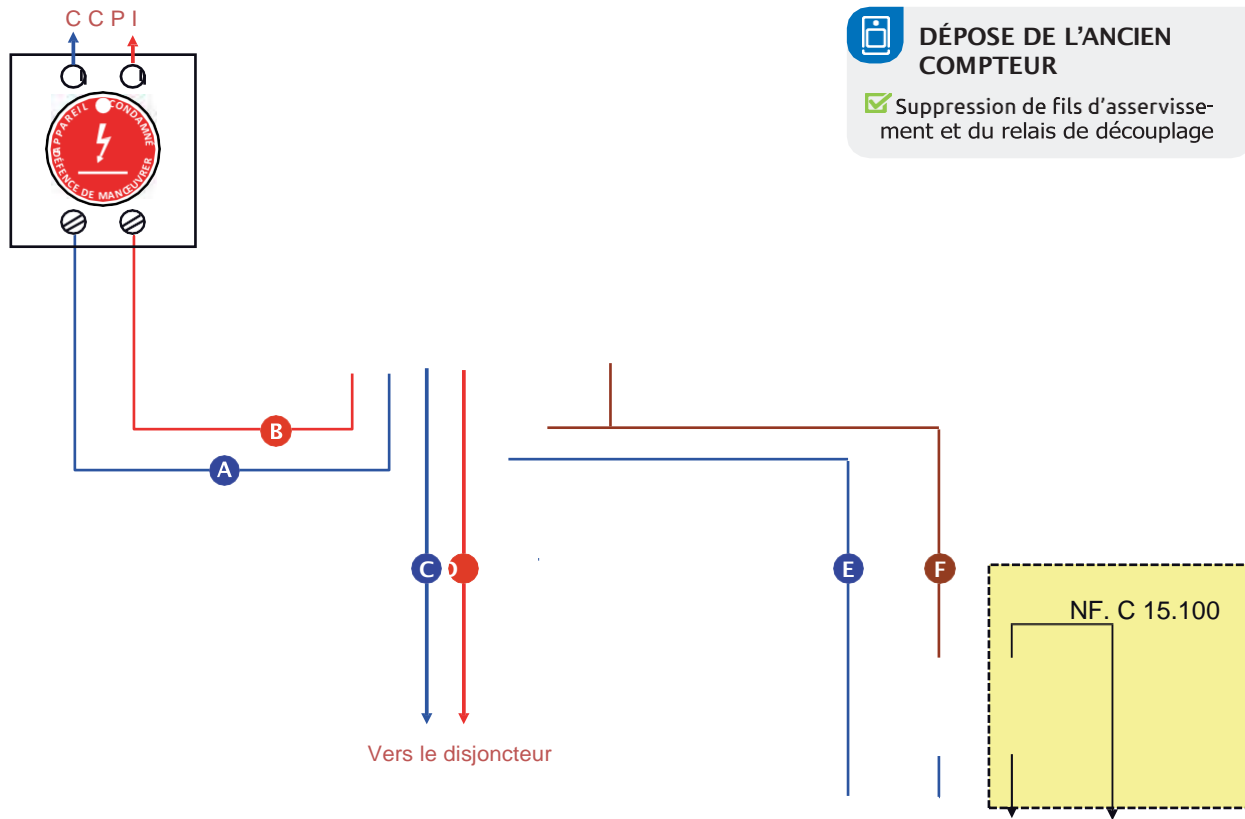 C C P I
DÉPOSE DE L’ANCIEN
COMPTEUR
Suppression de fils d’asservisse-
ment et du relais de découplage
APPAREIL CONDAMNÉ
DÉFENCE DE MANŒUVRER
B
A
C D E F
NF. C 15.100
Vers le disjoncteur